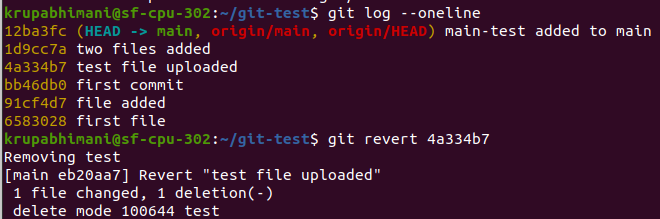 krupabhimani@sf-cpu-302:~/git-test$ git log --oneline
12ba3fc (HEAD -> main, origin/main, origin/HEAD) main-test added to main
1d9cc7a two files added
4a334b7 test file uploaded
bb46db0 first commit
91cf4d7 file added
6583028 first file
krupabhimani@sf-cpu-302:~/git-test$ git revert 4a334b7
Removing test
[main eb20aa7] Revert "test file uploaded"
 1 file changed, 1 deletion(-)
 delete mode 100644 test